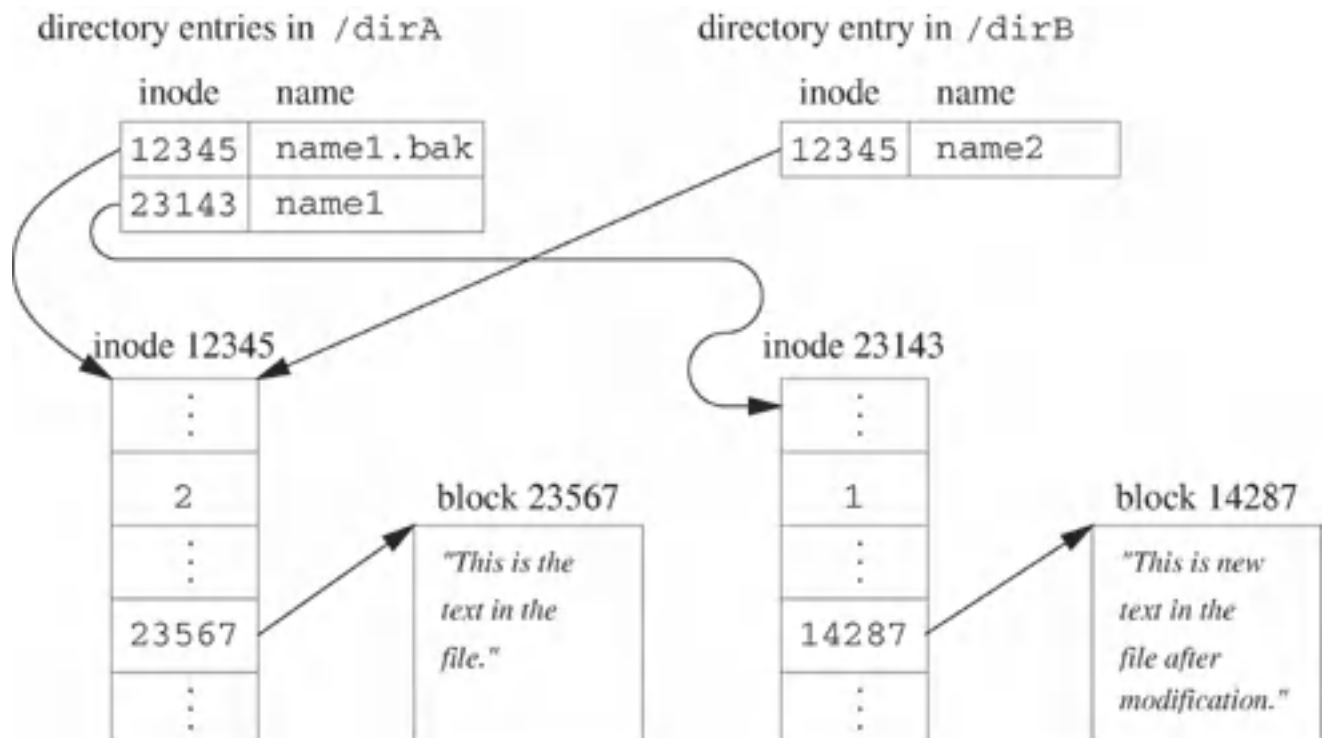 directory entries in /dirA
directory entry in /dirB
inode name
inode name
12345 name1.bak
12345 name2
23143 name1
inode 12345
inode 23143
2
block 23567
1
block 14287
"This is the
text in the
file."
"This is new
text in the
file after
modification."
23567
14287